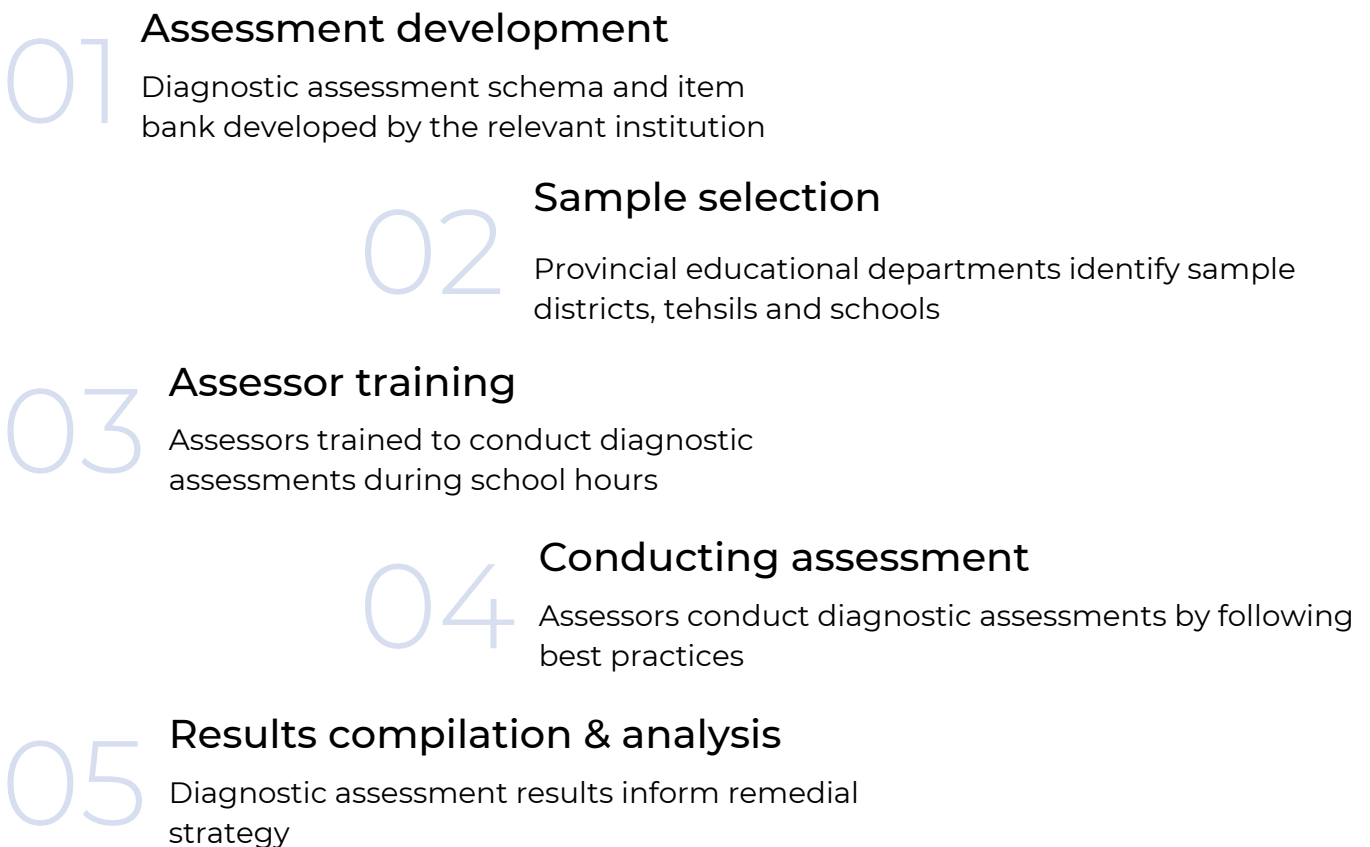 01
Assessment development
Diagnostic assessment schema and item
bank developed by the relevant institution
02
Sample selection
Provincial educational departments identify sample
districts, tehsils and schools
03
Assessor training
Assessors trained to conduct diagnostic
assessments during school hours
04
Conducting assessment
Assessors conduct diagnostic assessments by following
best practices
05
Results compilation & analysis
Diagnostic assessment results inform remedial
strategy